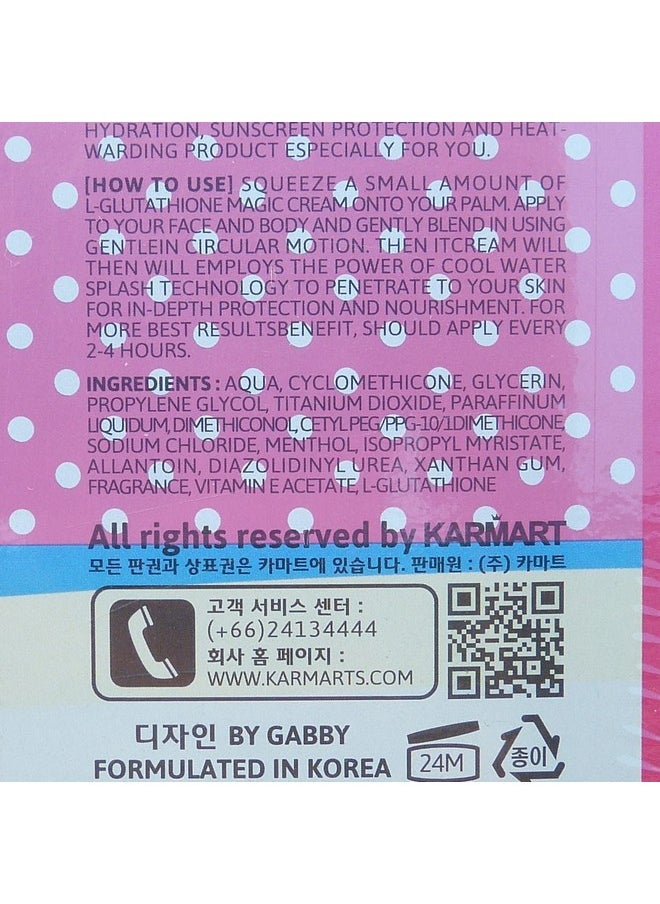 HYDRATION, SUNSCREEN PROTECTION AND HEAT-
WARDING PRODUCT ESPECIALLY FOR YOU.
[HOW TO USE] SQUEEZE A SMALL AMOUNT OF
L-GLUTATHIONE MAGIC CREAM ONTO YOUR PALM. APPLY
TO YOUR FACE AND BODY AND GENTLY BLEND IN USING
GENTLEIN CIRCULAR MOTION. THEN ITCREAM WILL
THEN WILL EMPLOYS THE POWER OF COOL WATER
SPLASH TECHNOLOGY TO PENETRATE TO YOUR SKIN
FOR IN-DEPTH PROTECTION AND NOURISHMENT. FOR
MORE BEST RESULTSBENEFIT, SHOULD APPLY EVERY
2-4 HOURS.
INGREDIENTS : AQUA, CYCLOMETHICONE, GLYCERIN,
PROPYLENE GLYCOL, TITANIUM DIOXIDE, PARAFFINUM
LIQUIDUM, DIMETHICONOL, CETYL PEG/PPG-10/1DIMETHICONE,
SODIUM CHLORIDE, MENTHOL, ISOPROPYL MYRISTATE,
ALLANTOIN, DIAZOLIDINYL UREA, XANTHAN GUM,
FRAGRANCE, VITAMIN E ACETATE, L-GLUTATHIONE
All rights reserved by KARMART
모든 판권과 상표권은 카마트에 있습니다. 판매원 : (주) 카마트
고객 서비스 센터 :
(+66)24134444
회사 홈 페이지 :
WWW.KARMARTS.COM
디자인 BY GABBY
FORMULATED IN KOREA
24M
종이